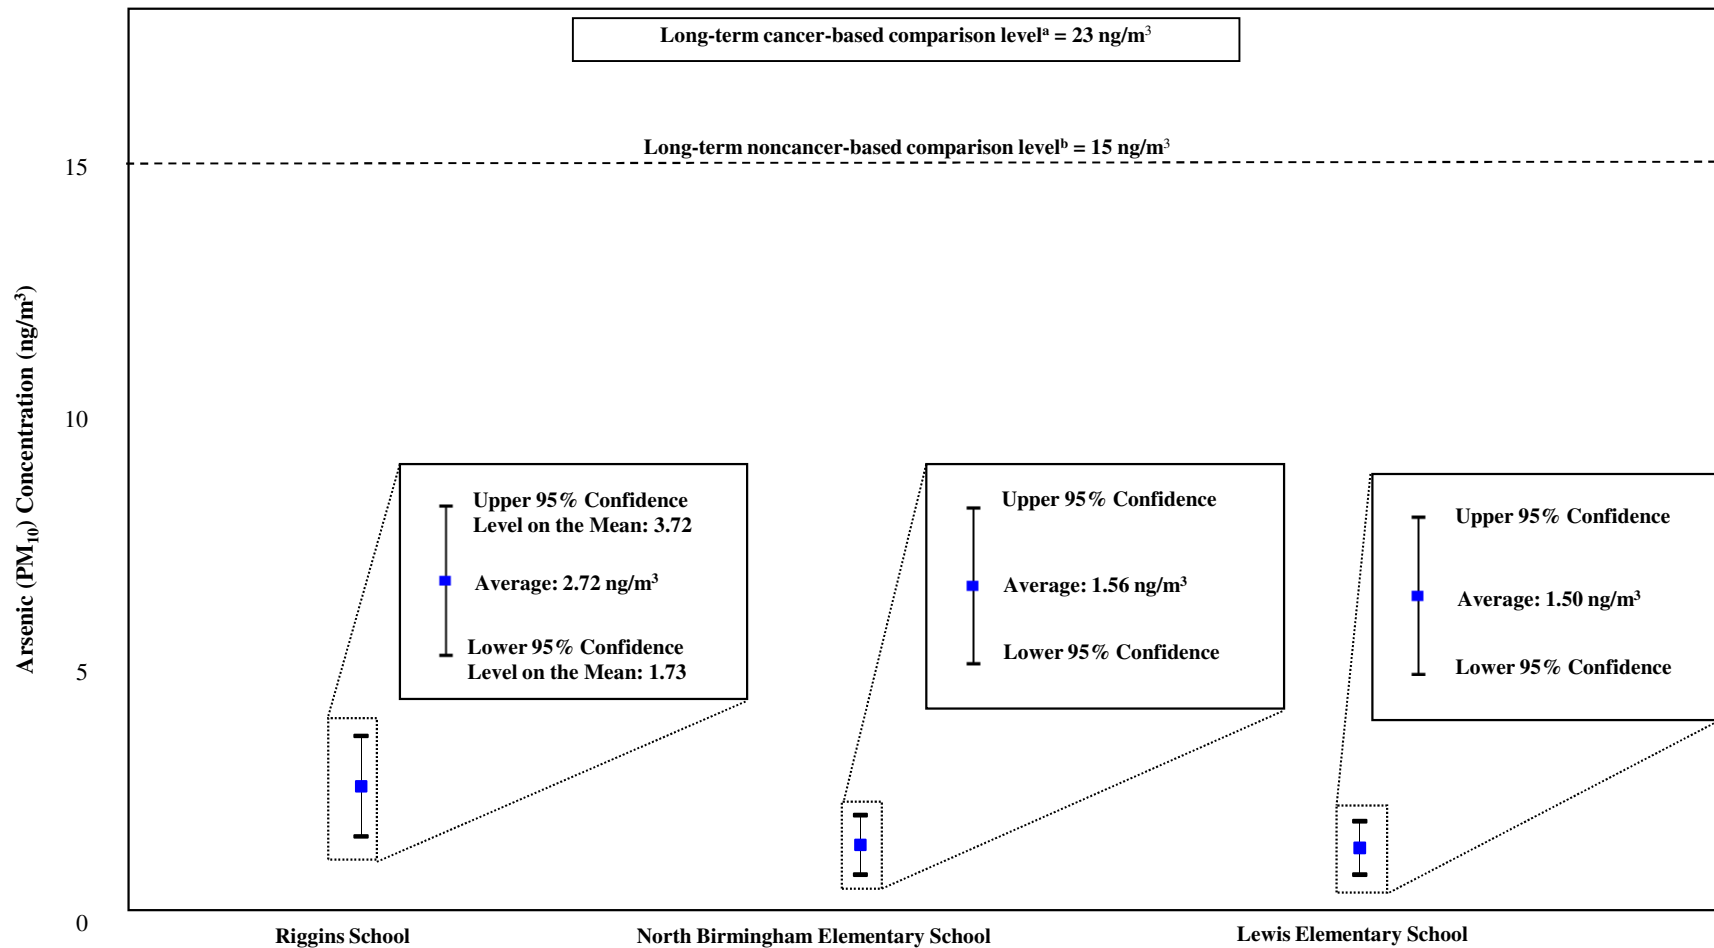 Long-term cancer-based comparison levelᵃ = 23 ng/m³
Long-term noncancer-based comparison levelᵇ = 15 ng/m³
Arsenic (PM₁₀) Concentration (ng/m³)
15
10
5
0
Upper 95% Confidence
Level on the Mean: 3.72
Average: 2.72 ng/m³
Lower 95% Confidence
Level on the Mean: 1.73
Upper 95% Confidence
Average: 1.56 ng/m³
Lower 95% Confidence
Upper 95% Confidence
Average: 1.50 ng/m³
Lower 95% Confidence
Riggins School
North Birmingham Elementary School
Lewis Elementary School